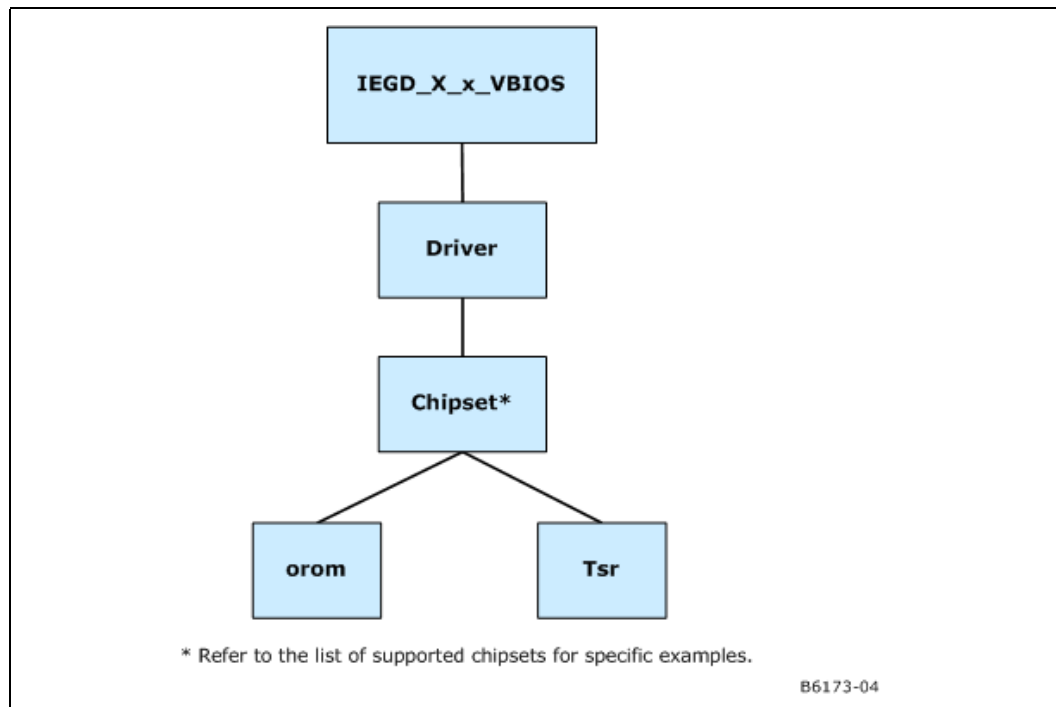 IEGD_X_x_VBIOS
Driver
Chipset*
orom
Tsr
* Refer to the list of supported chipsets for specific examples.
B6173-04